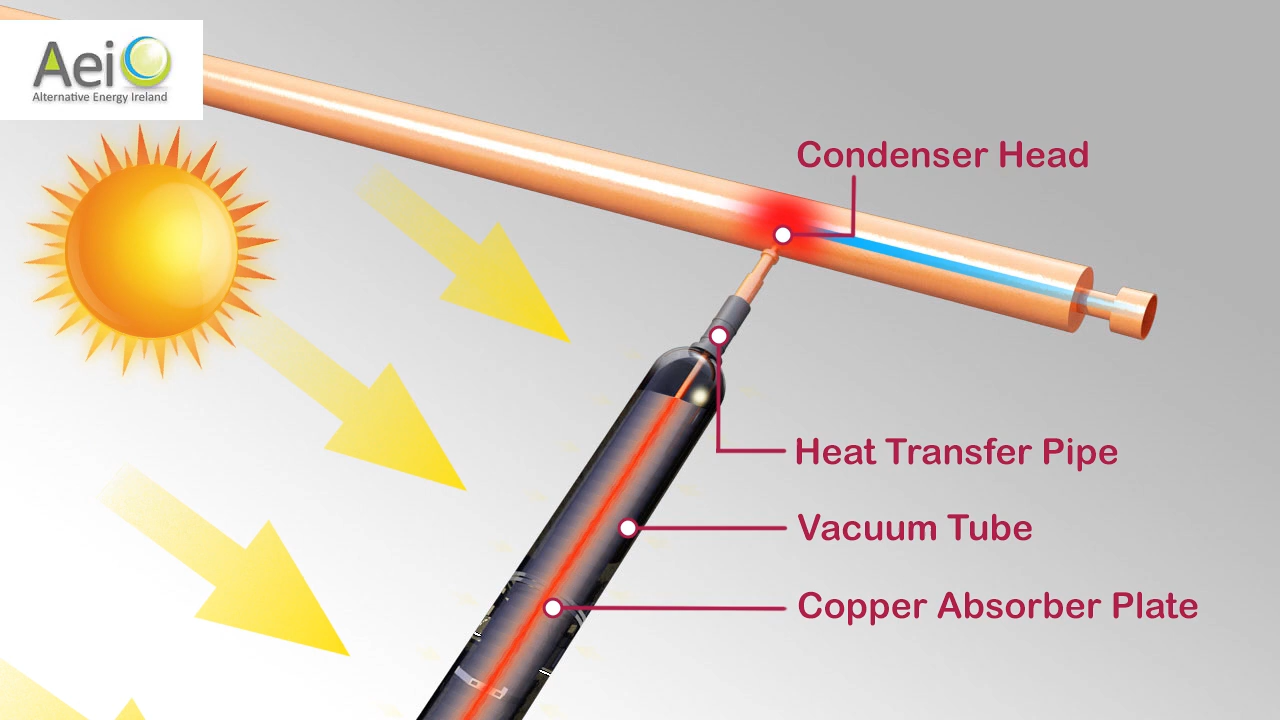 Aei
Alternative Energy Ireland
Condenser Head
Heat Transfer Pipe
Vacuum Tube
Copper Absorber Plate